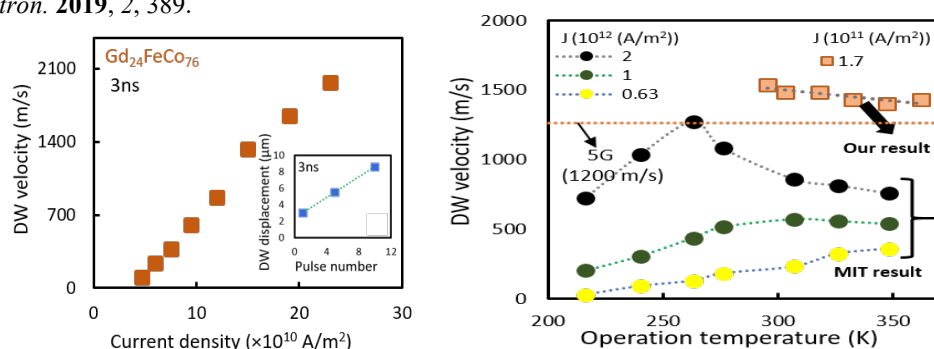 tron. 2019, 2, 389.
Gd24FeCo76
3ns
DW velocity (m/s)
2100
1400
700
0
0
10
20
30
Current density (×10^10 A/m^2)
3ns
DW displacement (μm)
10
8
6
4
2
0
0
4
8
12
Pulse number
J (10^12 (A/m^2))
2
1
0.63
J (10^11 (A/m^2))
1.7
5G
(1200 m/s)
Our result
MIT result
DW velocity (m/s)
2000
1500
1000
500
0
200
250
300
350
Operation temperature (K)